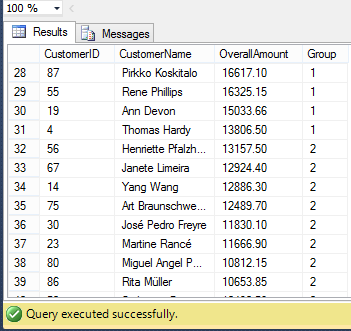 100 %
Results Messages
CustomerID CustomerName OverallAmount Group
28 87 Pirkko Koskitalo 16617.10 1
29 55 Rene Phillips 16325.15 1
30 19 Ann Devon 15033.66 1
31 4 Thomas Hardy 13806.50 1
32 56 Henriette Pfalzh... 13157.50 2
33 67 Janete Limeira 12924.40 2
34 14 Yang Wang 12886.30 2
35 75 Art Braunschwe... 12489.70 2
36 30 José Pedro Freyre 11830.10 2
37 23 Martine Rancé 11666.90 2
38 80 Miguel Angel P... 10812.15 2
39 86 Rita Müller 10653.85 2
Query executed successfully.